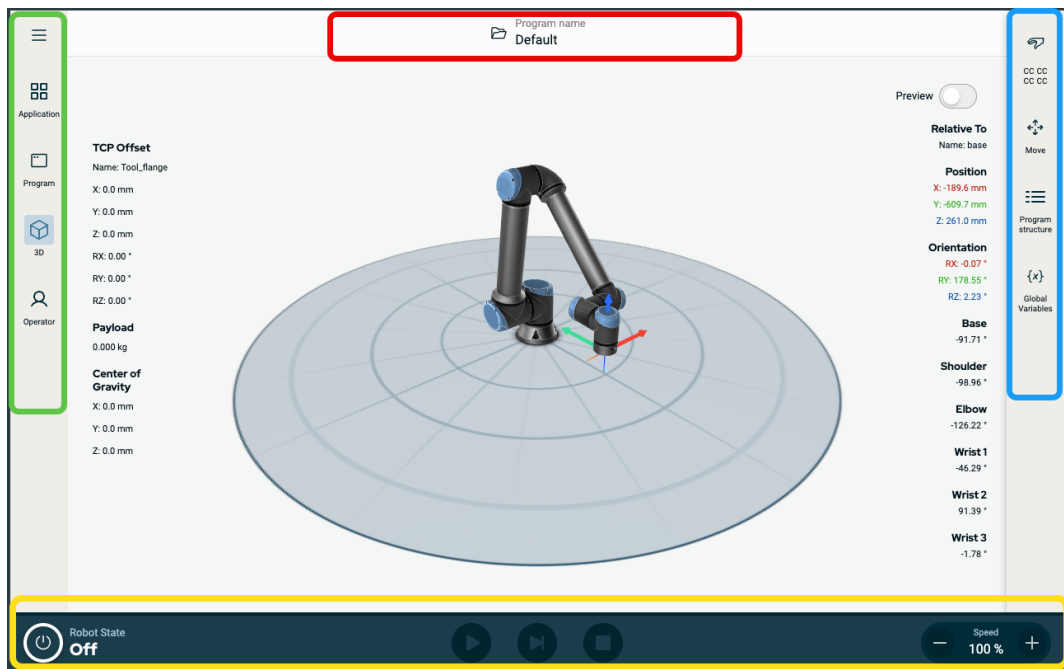 Program name
Default
Application
Program
3D
Operator
TCP Offset
Name: Tool_flange
X: 0.0 mm
Y: 0.0 mm
Z: 0.0 mm
RX: 0.00 °
RY: 0.00 °
RZ: 0.00 °
Payload
0.000 kg
Center of
Gravity
X: 0.0 mm
Y: 0.0 mm
Z: 0.0 mm
Preview
Relative To
Name: base
Position
X: -189.6 mm
Y: -609.7 mm
Z: 261.0 mm
Orientation
RX: -0.07 °
RY: 178.55 °
RZ: 2.23 °
Base
-91.71 °
Shoulder
-98.96 °
Elbow
-126.22 °
Wrist 1
-46.29 °
Wrist 2
91.39 °
Wrist 3
-1.78 °
CC CC
CC CC
Move
Program
structure
{x}
Global
Variables
Robot State
Off
Speed
100 %